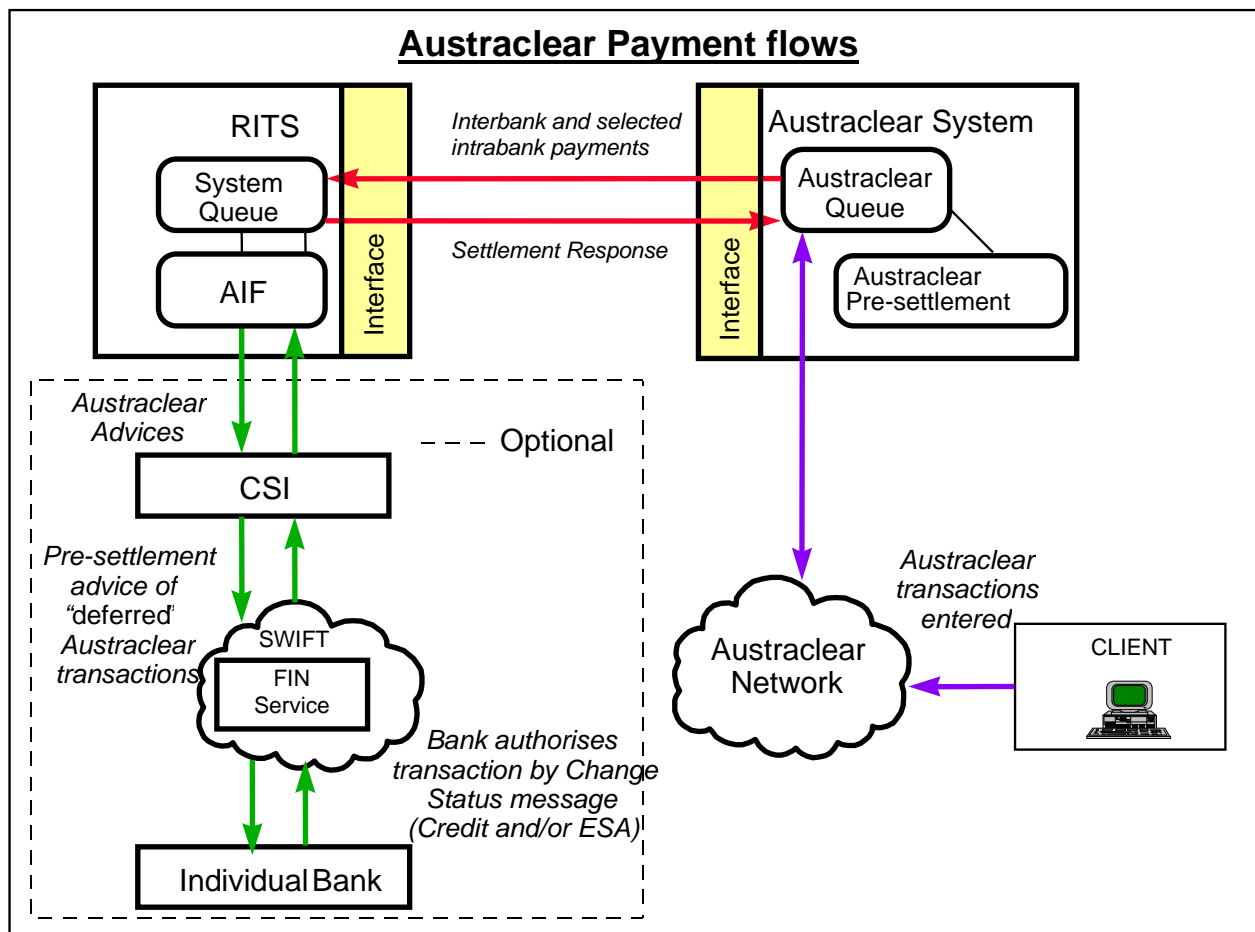 Austraclear Payment flows
RITS
System
Queue
AIF
Interface
Interbank and selected
intrabank payments
Settlement Response
Interface
Austraclear System
Austraclear
Queue
Austraclear
Pre-settlement
Austraclear
Advices
Optional
CSI
Pre-settlement
advice of
“deferred”
Austraclear
transactions
SWIFT
FIN
Service
Bank authorises
transaction by Change
Status message
(Credit and/or ESA)
Individual Bank
Austraclear
Network
Austraclear
transactions
entered
CLIENT